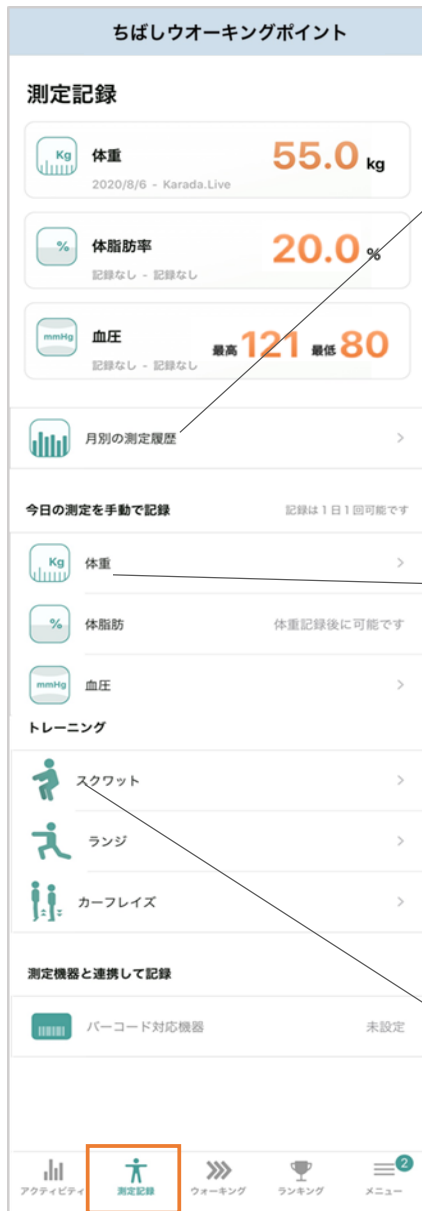 ちばしウオーキングポイント
測定記録
Kg 体重 55.0 kg
2020/8/6 - Karada.Live
% 体脂肪率 20.0 %
記録なし - 記録なし
mmHg 血圧 最高 121 最低 80
記録なし - 記録なし
月別の測定履歴
今日の測定を手動で記録 記録は1日1回可能です
Kg 体重
% 体脂肪 体重記録後に可能です
mmHg 血圧
トレーニング
スクワット
ランジ
カーフレイズ
測定機器と連携して記録
バーコード対応機器 未設定
2
アクティビティ 測定記録 ウォーキング ランキング メニュー